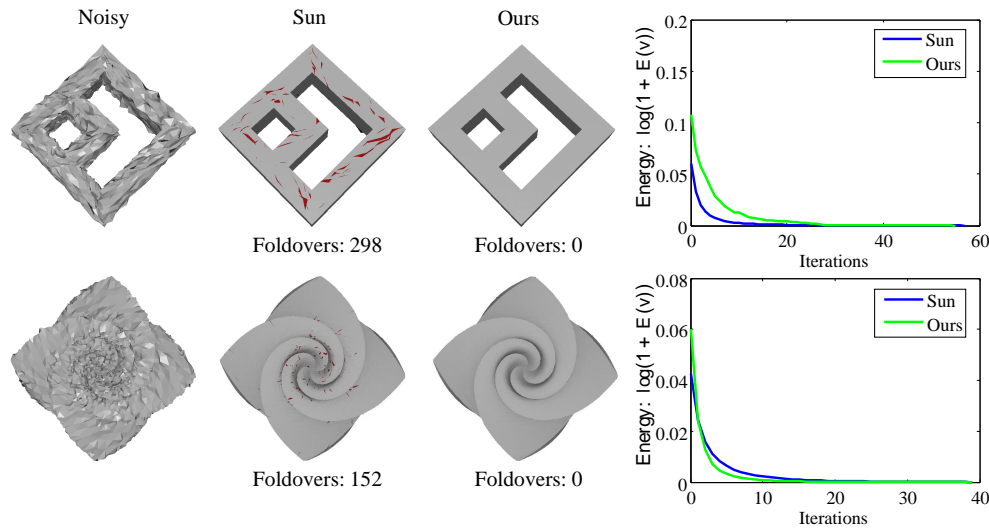 Noisy
Sun
Ours
Foldovers: 298
Foldovers: 0
Energy: log(1 + E(v))
0.2
0.15
0.1
0.05
0
0
20
40
60
Iterations
Sun
Ours
Foldovers: 152
Foldovers: 0
Energy: log(1 + E(v))
0.08
0.06
0.04
0.02
0
0
10
20
30
40
Iterations
Sun
Ours